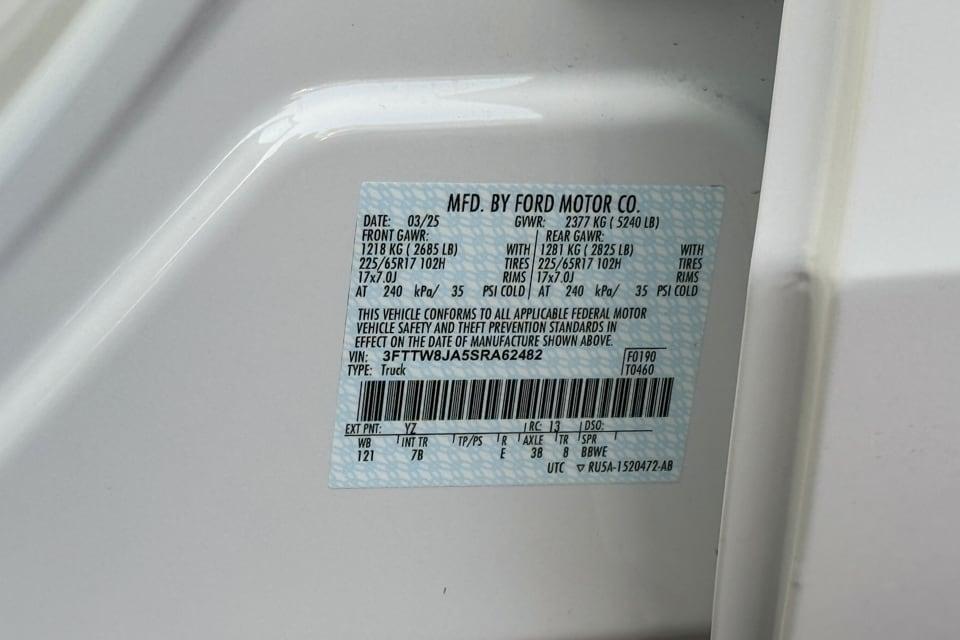 MFD. BY FORD MOTOR CO.
DATE: 03/25 GVWR: 2377 KG ( 5240 LB)
FRONT GAWR: REAR GAWR:
1218 KG ( 2685 LB) WITH 1281 KG ( 2825 LB) WITH
225/65R17 102H TIRES 225/65R17 102H TIRES
17x7.0J RIMS 17x7.0J RIMS
AT 240 kPa/ 35 PSI COLD AT 240 kPa/ 35 PSI COLD
THIS VEHICLE CONFORMS TO ALL APPLICABLE FEDERAL MOTOR
VEHICLE SAFETY AND THEFT PREVENTION STANDARDS IN
EFFECT ON THE DATE OF MANUFACTURE SHOWN ABOVE.
VIN: 3FTTW8JA5SRA62482 F0190
TYPE: Truck T0460
EXT PNT: YZ RC: 13 DSO:
WB INT TR TP/PS R AXLE TR SPR
121 7B E 38 8 BBWE
UTC ▽ RU5A-1520472-AB